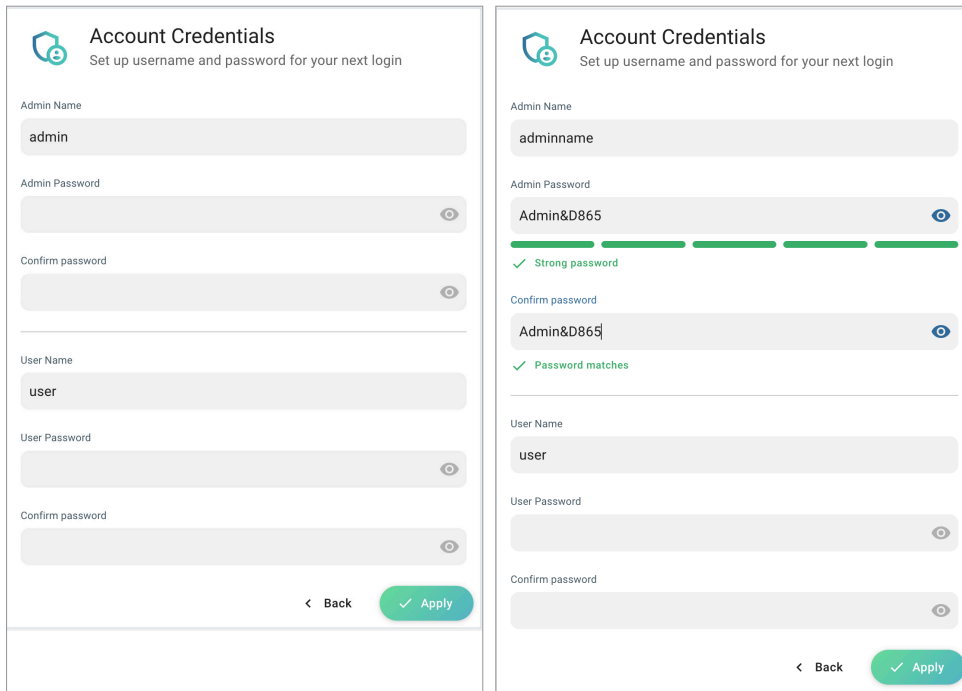 Account Credentials
Set up username and password for your next login
Admin Name
admin
Admin Password
Confirm password
User Name
user
User Password
Confirm password
Back
Apply
Account Credentials
Set up username and password for your next login
Admin Name
adminname
Admin Password
Admin&D865
Strong password
Confirm password
Admin&D865
Password matches
User Name
user
User Password
Confirm password
Back
Apply